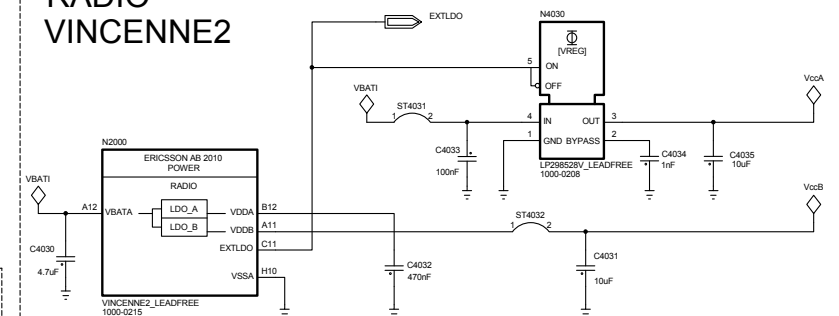 RADIO
VINCENNE2
EXTLDO
N4030
[VREG]
5
ON
OFF
VBATI
ST4031
1
2
4
IN
OUT
3
VccA
C4033
100nF
1
GND
BYPASS
2
C4034
1nF
C4035
10uF
LP298528V_LEADFREE
1000-0208
N2000
ERICSSON AB 2010
POWER
RADIO
VBATI
A12
VBATA
LDO_A
LDO_B
VDDA
B12
VDDB
A11
EXTLDO
C11
VSSA
H10
C4030
4.7uF
VINCENNE2_LEADFREE
1000-0215
C4032
470nF
ST4032
1
2
C4031
10uF
VccB